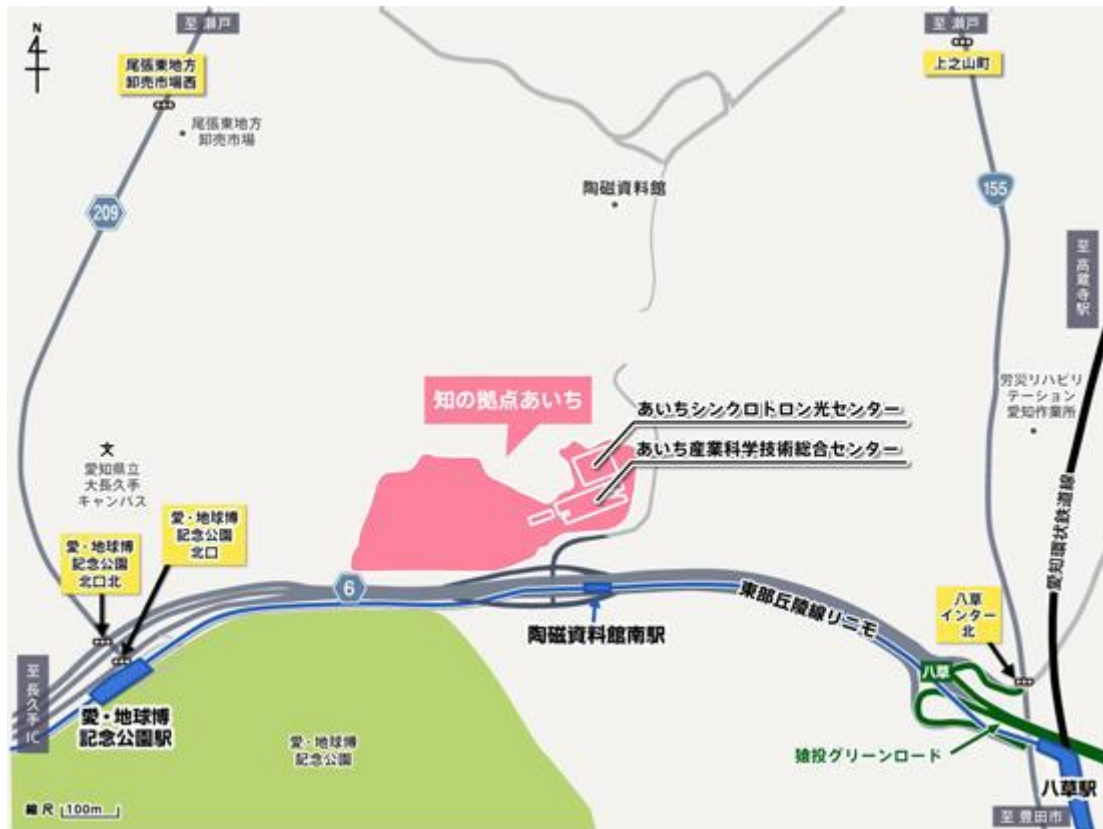 N
至 瀬戸
至 瀬戸
尾張東地方
卸売市場西
上之山町
尾張東地方
卸売市場
陶磁資料館
155
209
至 高蔵寺駅
知の拠点あいち
労災リハビリ
テーション
愛知作業所
あいちシンクロトロン光センター
あいち産業科学技術総合センター
文
愛知県立
大長久手
キャンパス
愛・地球博
記念公園
北口
愛・地球博
記念公園
北口北
愛知環状鉄道線
6
東部丘陵線リニモ
八草
インター
北
陶磁資料館南駅
八草
至 長久手IC
愛・地球博
記念公園駅
愛・地球博
記念公園
猿投グリーンロード
八草駅
縮尺 100m
至 豊田市